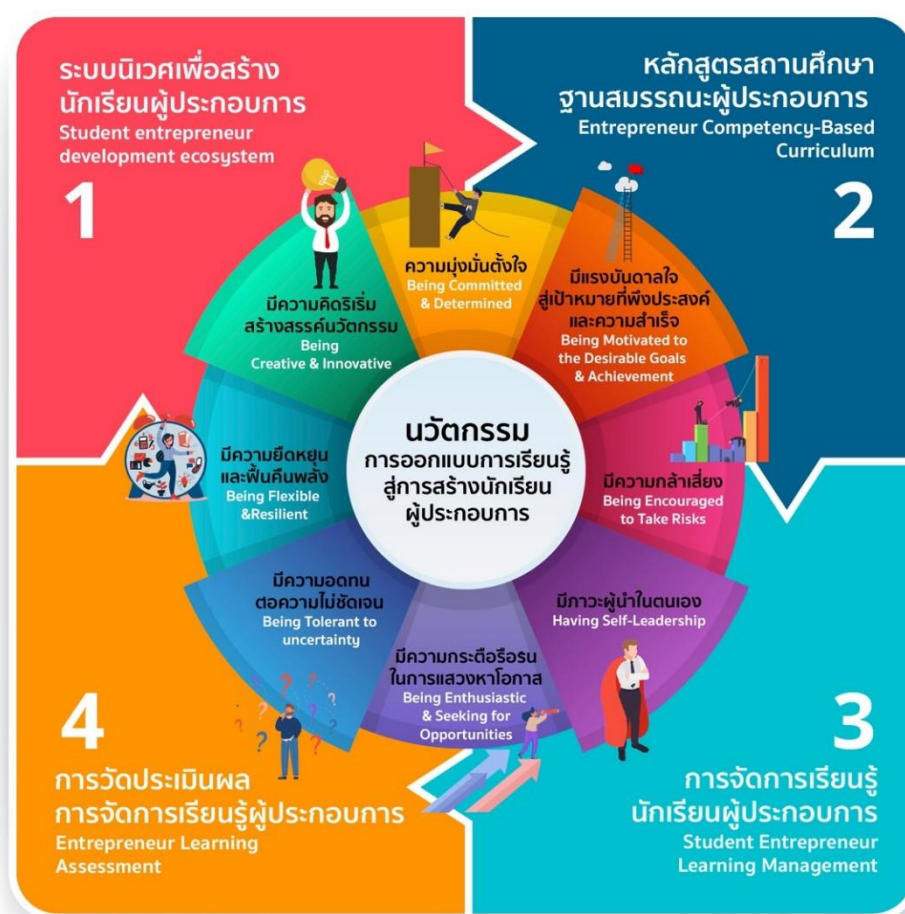 ระบบนิเวศเพื่อสร้าง
นักเรียนผู้ประกอบการ
Student entrepreneur
development ecosystem
1
หลักสูตรสถานศึกษา
ฐานสมรรถนะผู้ประกอบการ
Entrepreneur Competency-Based
Curriculum
2
ความมุ่งมั่นตั้งใจ
Being Committed
& Determined
มีแรงบันดาลใจ
สู่เป้าหมายที่พึงประสงค์
และความสำเร็จ
Being Motivated to
the Desirable Goals
& Achievement
มีความกล้าเสี่ยง
Being Encouraged
to Take Risks
มีภาวะผู้นำในตนเอง
Having Self-Leadership
มีความกระตือรือรน
ในการแสวงหาโอกาส
Being Enthusiastic
& Seeking for
Opportunities
มีความอดทน
ตอความไม่ชัดเจน
Being Tolerant to
uncertainty
มีความยืดหยุน
และฟื้นคืนพลัง
Being Flexible
&Resilient
มีความคิดริเริ่ม
สร้างสรรค์นวัตกรรม
Being
Creative & Innovative
นวัตกรรม
การออกแบบการเรียนรู้
สู่การสร้างนักเรียน
ผู้ประกอบการ
3
การจัดการเรียนรู้
นักเรียนผู้ประกอบการ
Student Entrepreneur
Learning Management
4
การวัดประเมินผล
การจัดการเรียนรู้ผู้ประกอบการ
Entrepreneur Learning
Assessment